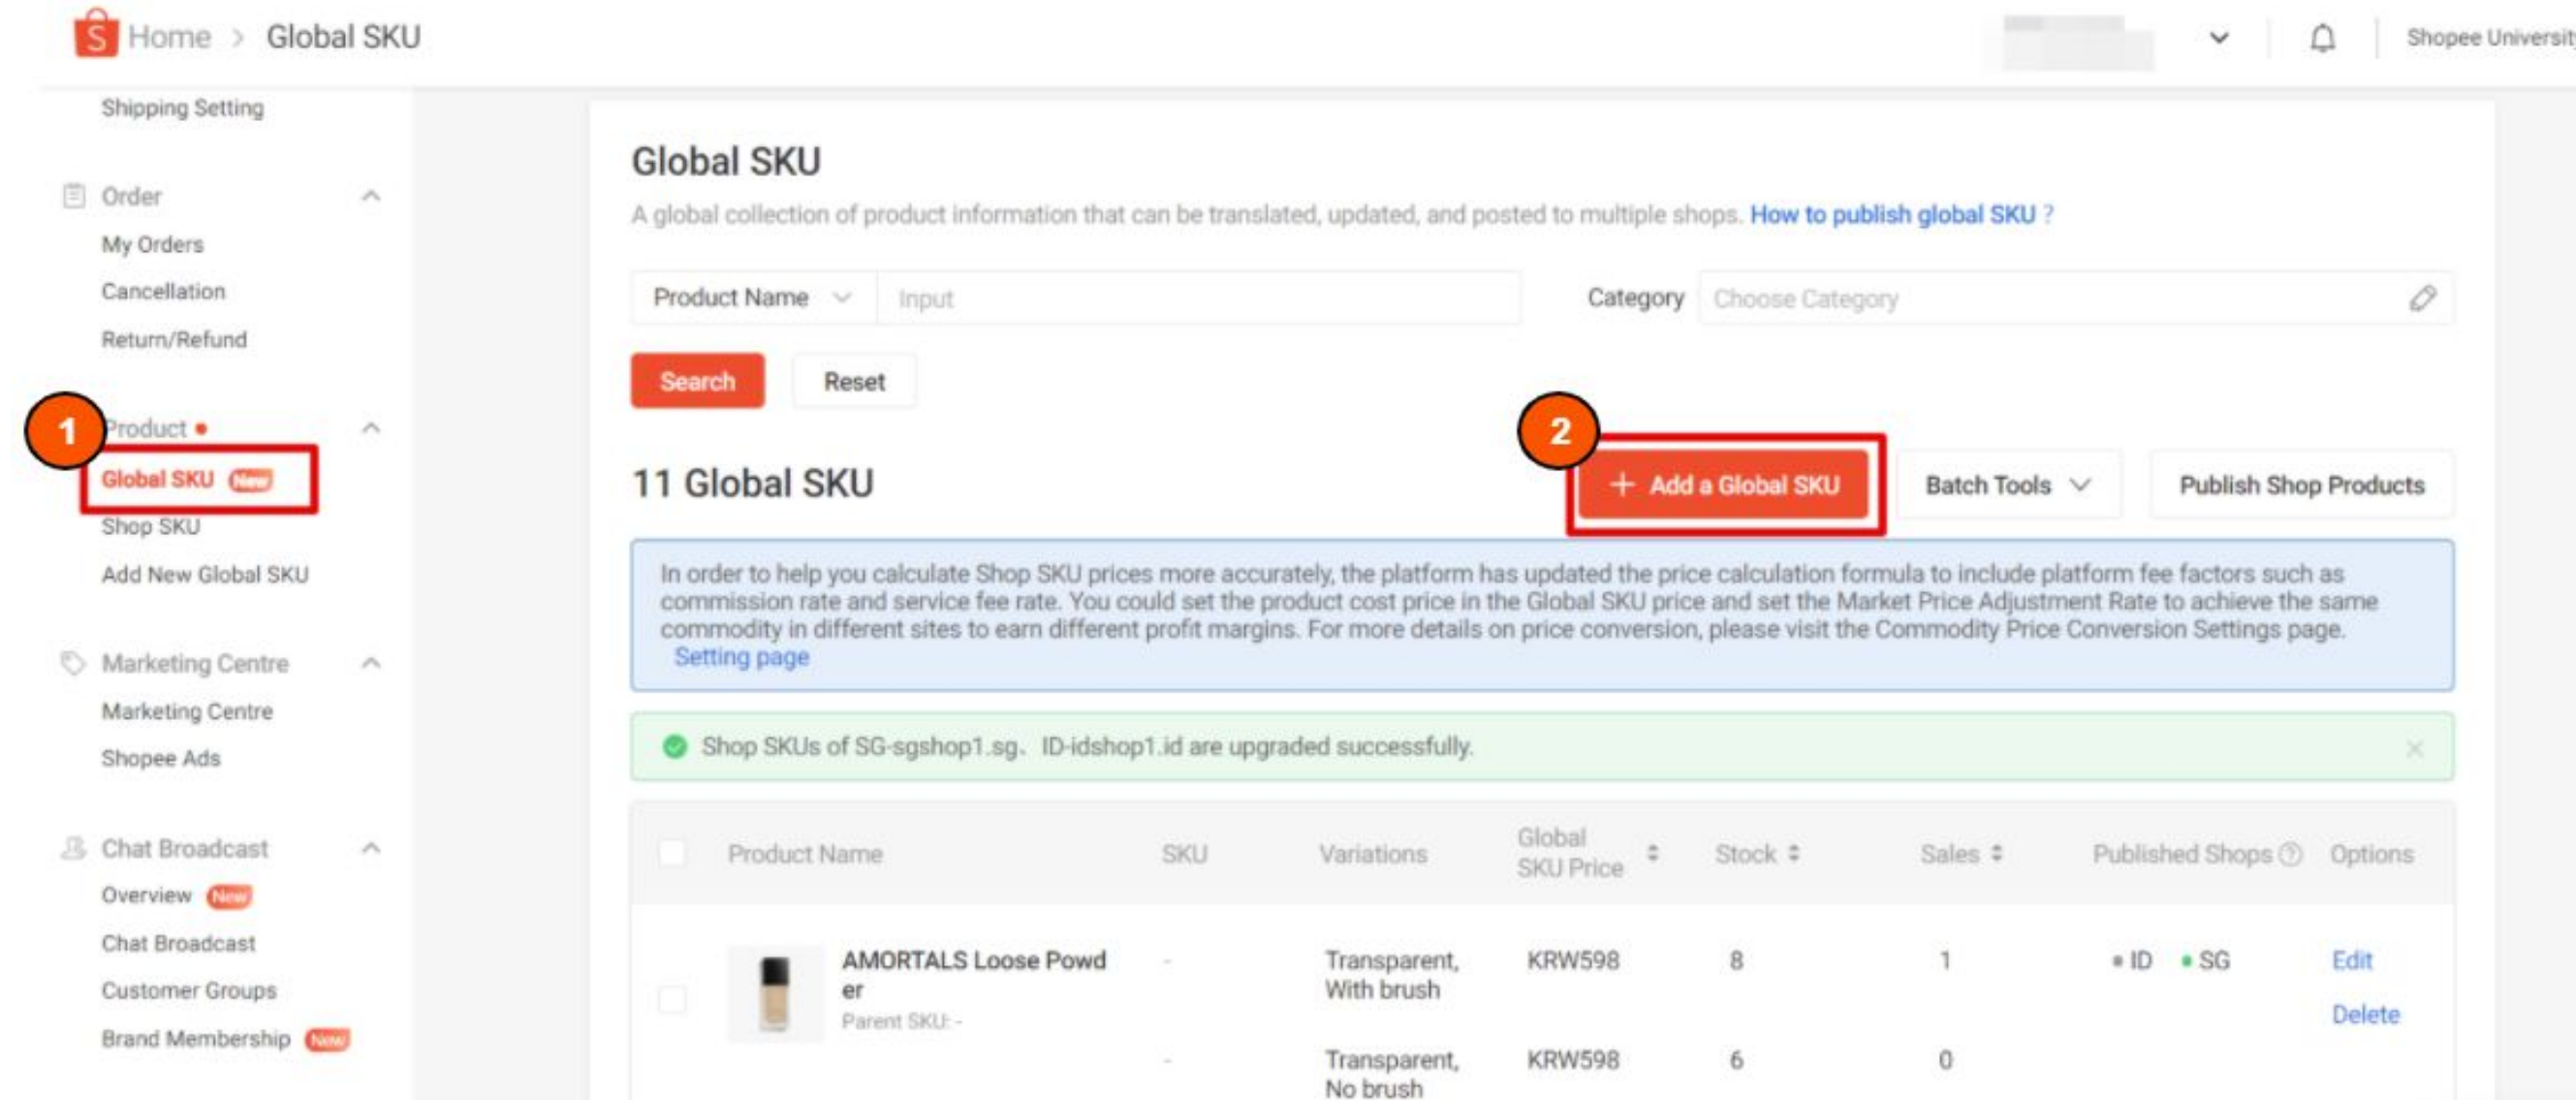 S Home > Global SKU
Shopee University
Shipping Setting
Order
My Orders
Cancellation
Return/Refund
1
Product
Global SKU New
Shop SKU
Add New Global SKU
Marketing Centre
Marketing Centre
Shopee Ads
Chat Broadcast
Overview New
Chat Broadcast
Customer Groups
Brand Membership New
Global SKU
A global collection of product information that can be translated, updated, and posted to multiple shops. How to publish global SKU ?
Product Name Input
Category Choose Category
Search Reset
2
11 Global SKU
+ Add a Global SKU Batch Tools Publish Shop Products
In order to help you calculate Shop SKU prices more accurately, the platform has updated the price calculation formula to include platform fee factors such as
commission rate and service fee rate. You could set the product cost price in the Global SKU price and set the Market Price Adjustment Rate to achieve the same
commodity in different sites to earn different profit margins. For more details on price conversion, please visit the Commodity Price Conversion Settings page.
Setting page
Shop SKUs of SG-sgshop1.sg、ID-idshop1.id are upgraded successfully.
Product Name SKU Variations Global SKU Price Stock Sales Published Shops Options
AMORTALS Loose Powd - Transparent, KRW598 8 1 ID SG Edit
er With brush
Parent SKU: - Delete
- Transparent, KRW598 6 0
No brush